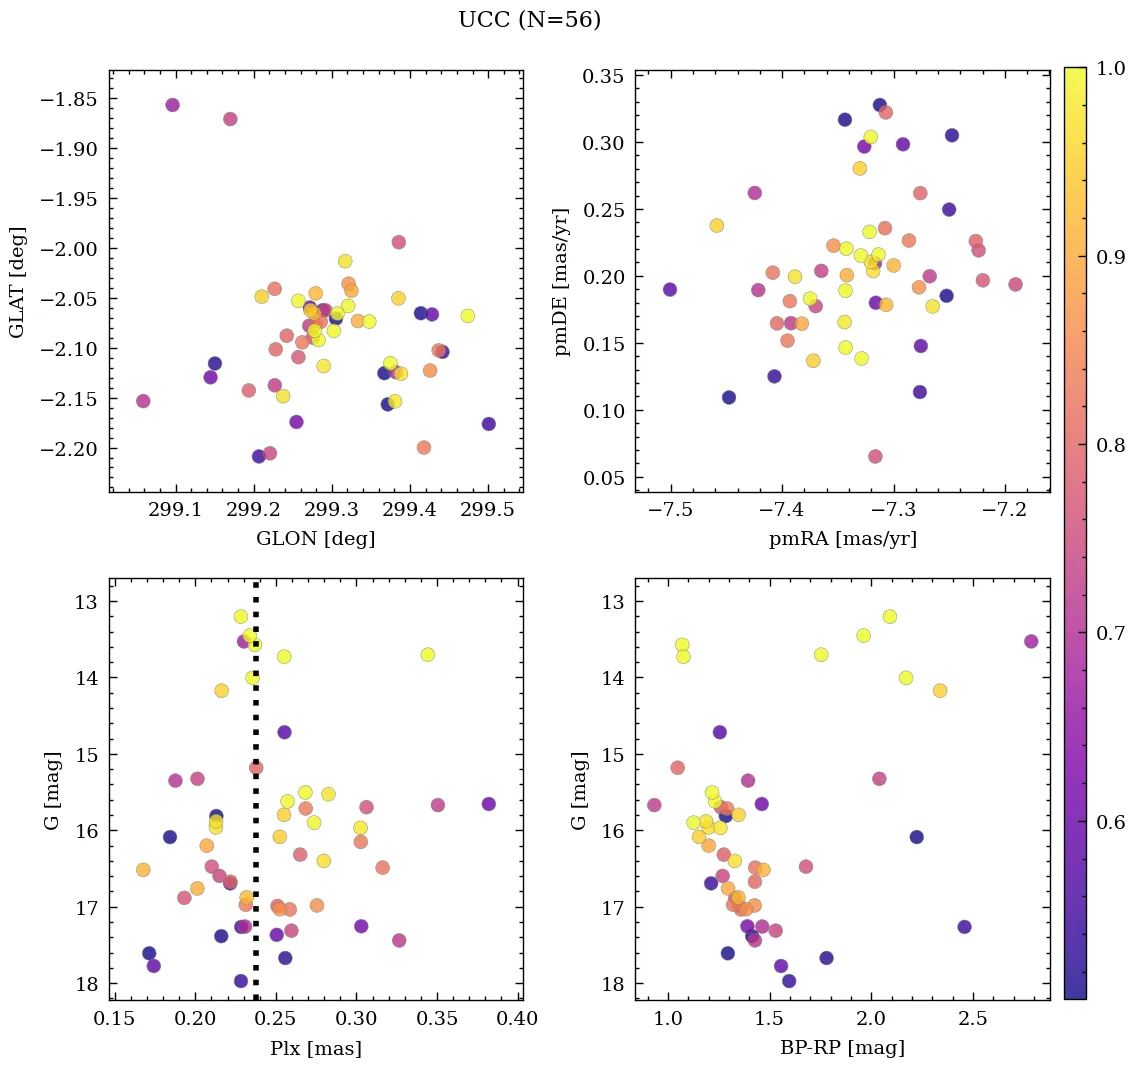 UCC (N=56)
−1.85
−1.90
−1.95
−2.00
−2.05
−2.10
−2.15
−2.20
GLAT [deg]
299.1 299.2 299.3 299.4 299.5
GLON [deg]
0.35
0.30
0.25
0.20
0.15
0.10
0.05
pmDE [mas/yr]
−7.5 −7.4 −7.3 −7.2
pmRA [mas/yr]
13
14
15
16
17
18
G [mag]
0.15 0.20 0.25 0.30 0.35 0.40
Plx [mas]
13
14
15
16
17
18
G [mag]
1.0 1.5 2.0 2.5
BP-RP [mag]
1.0
0.9
0.8
0.7
0.6